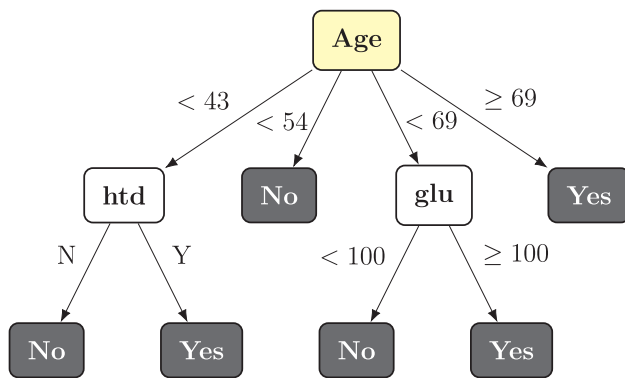 Age
< 43
< 54
< 69
≥ 69
htd
No
glu
Yes
N
Y
< 100
≥ 100
No
Yes
No
Yes